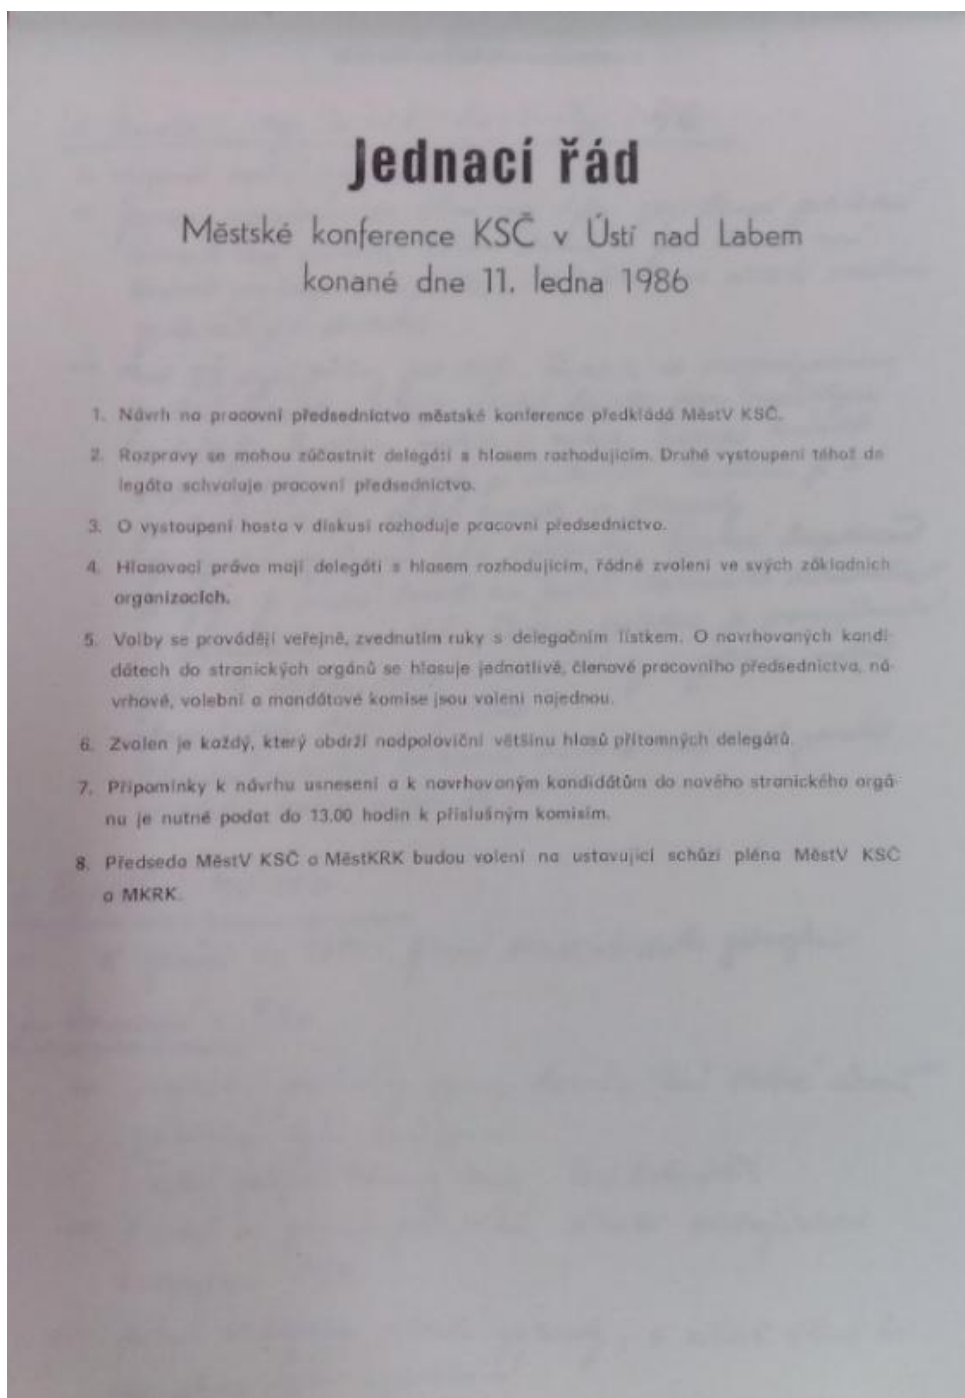 Jednací řád
Městské konference KSČ v Ústí nad Labem
konané dne 11. ledna 1986
1. Návrh na pracovní předsednictvo městské konference předkládá MěstV KSČ.
2. Rozpravy se mohou zúčastnit delegáti s hlasem rozhodujícím. Druhé vystoupení téhož de
legáta schvaluje pracovní předsednictvo.
3. O vystoupení hosta v diskusi rozhoduje pracovní předsednictvo.
4. Hlasovací právo mají delegáti s hlasem rozhodujícím, řádně zvolení ve svých základních
organizacích.
5. Volby se provádějí veřejně, zvednutím ruky s delegačním lístkem. O navrhovaných kandi-
dátech do stranických orgánů se hlasuje jednotlivě, členové pracovního předsednictva, ná-
vrhové, volební a mandátové komise jsou voleni najednou.
6. Zvolen je každý, který obdrží nadpoloviční většinu hlasů přítomných delegátů.
7. Připomínky k návrhu usnesení a k navrhovaným kandidátům do nového stranického orgá-
nu je nutné podat do 13.00 hodin k příslušným komisím.
8. Předseda MěstV KSČ a MěstKRK budou voleni na ustavující schůzi pléna MěstV KSČ
a MKRK.